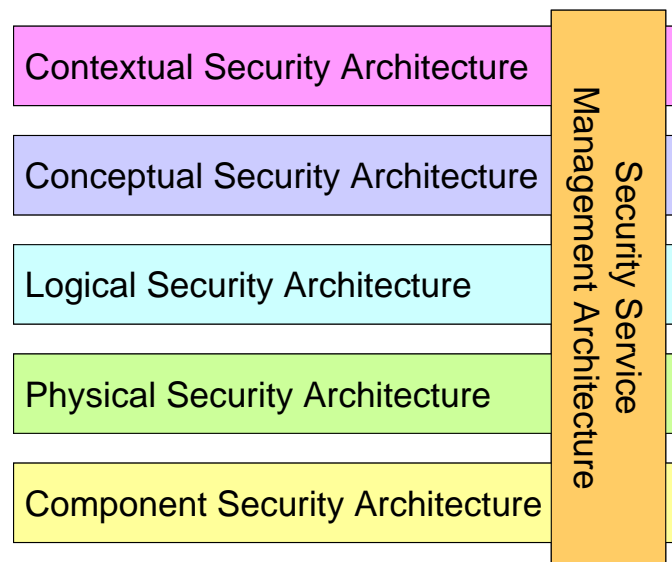 Contextual Security Architecture
Conceptual Security Architecture
Logical Security Architecture
Physical Security Architecture
Component Security Architecture
Security Service
Management Architecture